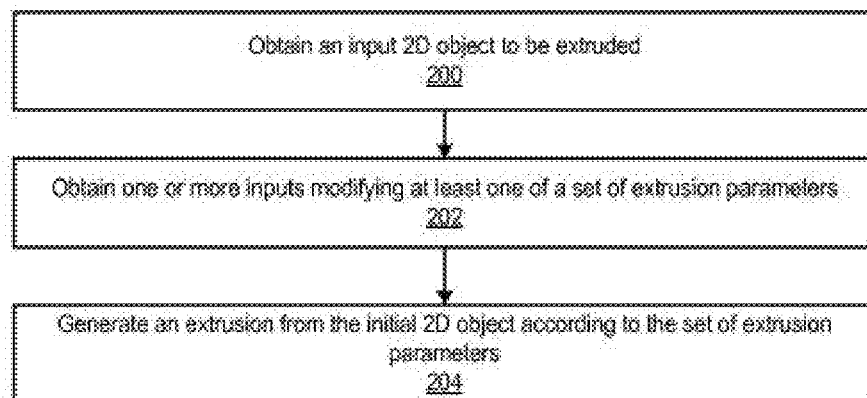 Obtain an input 2D object to be extruded
200
Obtain one or more inputs modifying at least one of a set of extrusion parameters
202
Generate an extrusion from the initial 2D object according to the set of extrusion
parameters
204